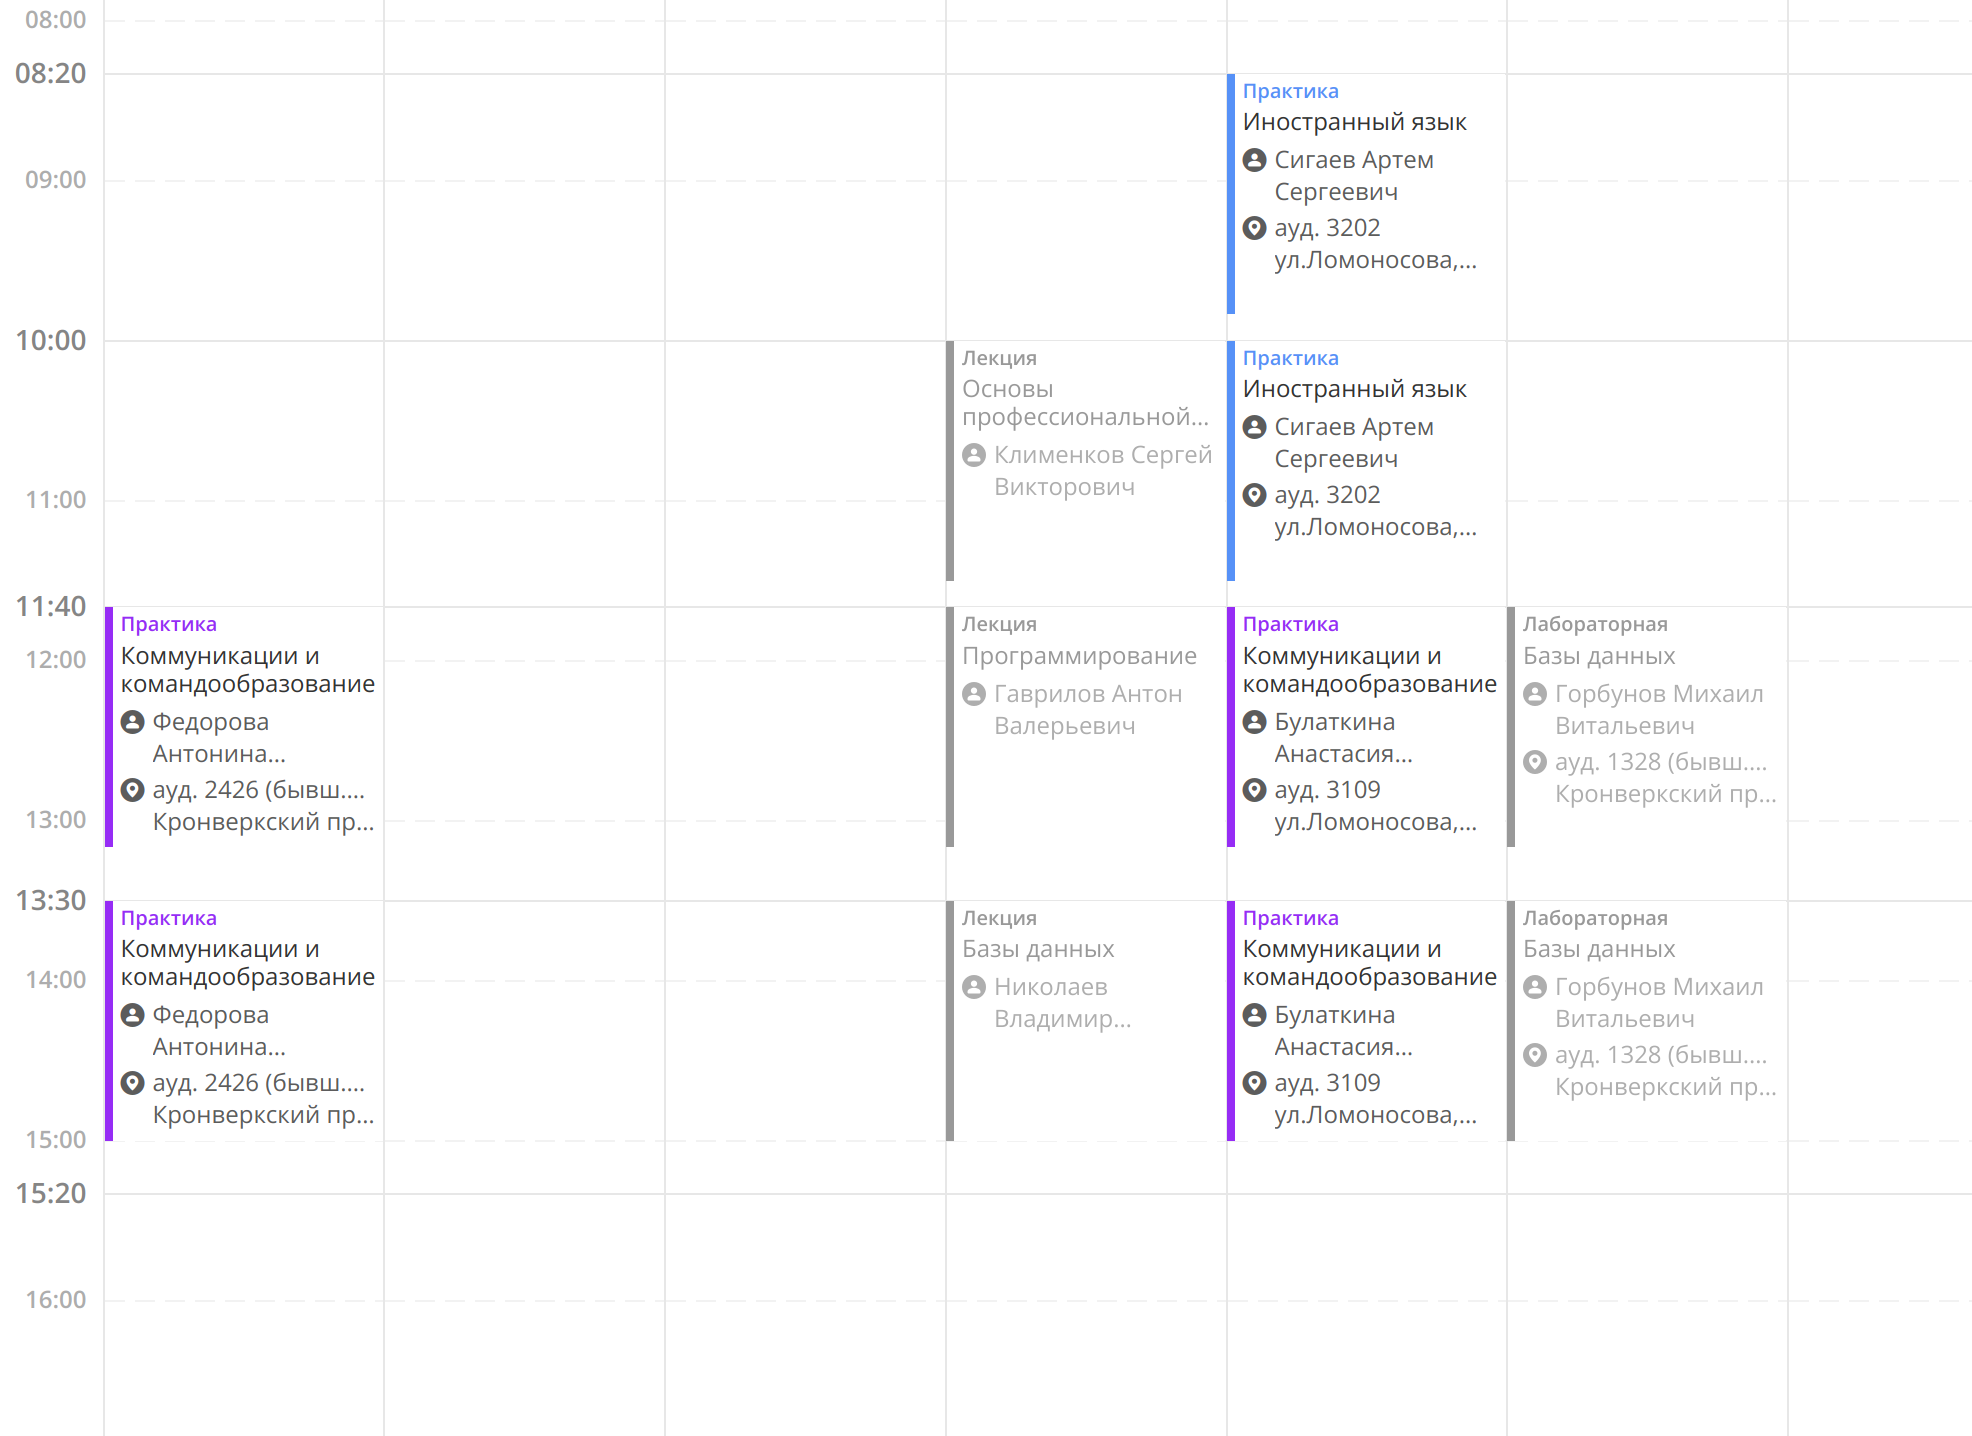 08:00
08:20
Практика
Иностранный язык
Сигаев Артем
Сергеевич
ауд. 3202
ул.Ломоносова,...
09:00
10:00
Лекция
Основы
профессиональной...
Клименков Сергей
Викторович
Практика
Иностранный язык
Сигаев Артем
Сергеевич
ауд. 3202
ул.Ломоносова,...
11:00
11:40
Практика
Коммуникации и
командообразование
Федорова
Антонина...
ауд. 2426 (бывш....
Кронверкский пр...
Лекция
Программирование
Гаврилов Антон
Валерьевич
Практика
Коммуникации и
командообразование
Булаткина
Анастасия...
ауд. 3109
ул.Ломоносова,...
Лабораторная
Базы данных
Горбунов Михаил
Витальевич
ауд. 1328 (бывш....
Кронверкский пр...
12:00
13:00
13:30
Практика
Коммуникации и
командообразование
Федорова
Антонина...
ауд. 2426 (бывш....
Кронверкский пр...
Лекция
Базы данных
Николаев
Владимир...
Практика
Коммуникации и
командообразование
Булаткина
Анастасия...
ауд. 3109
ул.Ломоносова,...
Лабораторная
Базы данных
Горбунов Михаил
Витальевич
ауд. 1328 (бывш....
Кронверкский пр...
14:00
15:00
15:20
16:00